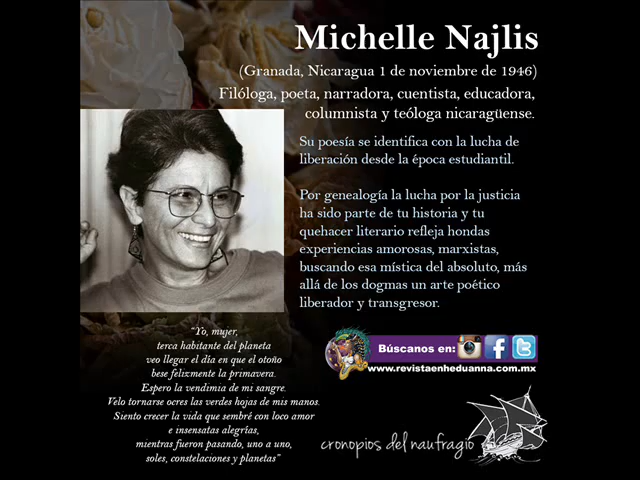 Michelle Najlis
(Granada, Nicaragua 1 de noviembre de 1946)
Filóloga, poeta, narradora, cuentista, educadora,
columnista y teóloga nicaragüense.
Su poesía se identifica con la lucha de
liberación desde la época estudiantil.
Por genealogía la lucha por la justicia
ha sido parte de tu historia y tu
quehacer literario refleja hondas
experiencias amorosas, marxistas,
buscando esa mística del absoluto, más
allá de los dogmas un arte poético
liberador y transgresor.
“Yo, mujer,
terca habitante del planeta
veo llegar el día en que el otoño
bese felizmente la primavera.
Espero la vendimia de mi sangre.
Velo tornarse ocres las verdes hojas de mis manos.
Siento crecer la vida que sembré con loco amor
e insensatas alegrías,
mientras fueron pasando, uno a uno,
soles, constelaciones y planetas”
Búscanos en:
www.revistaenheduanna.com.mx
cronopios del naufragio